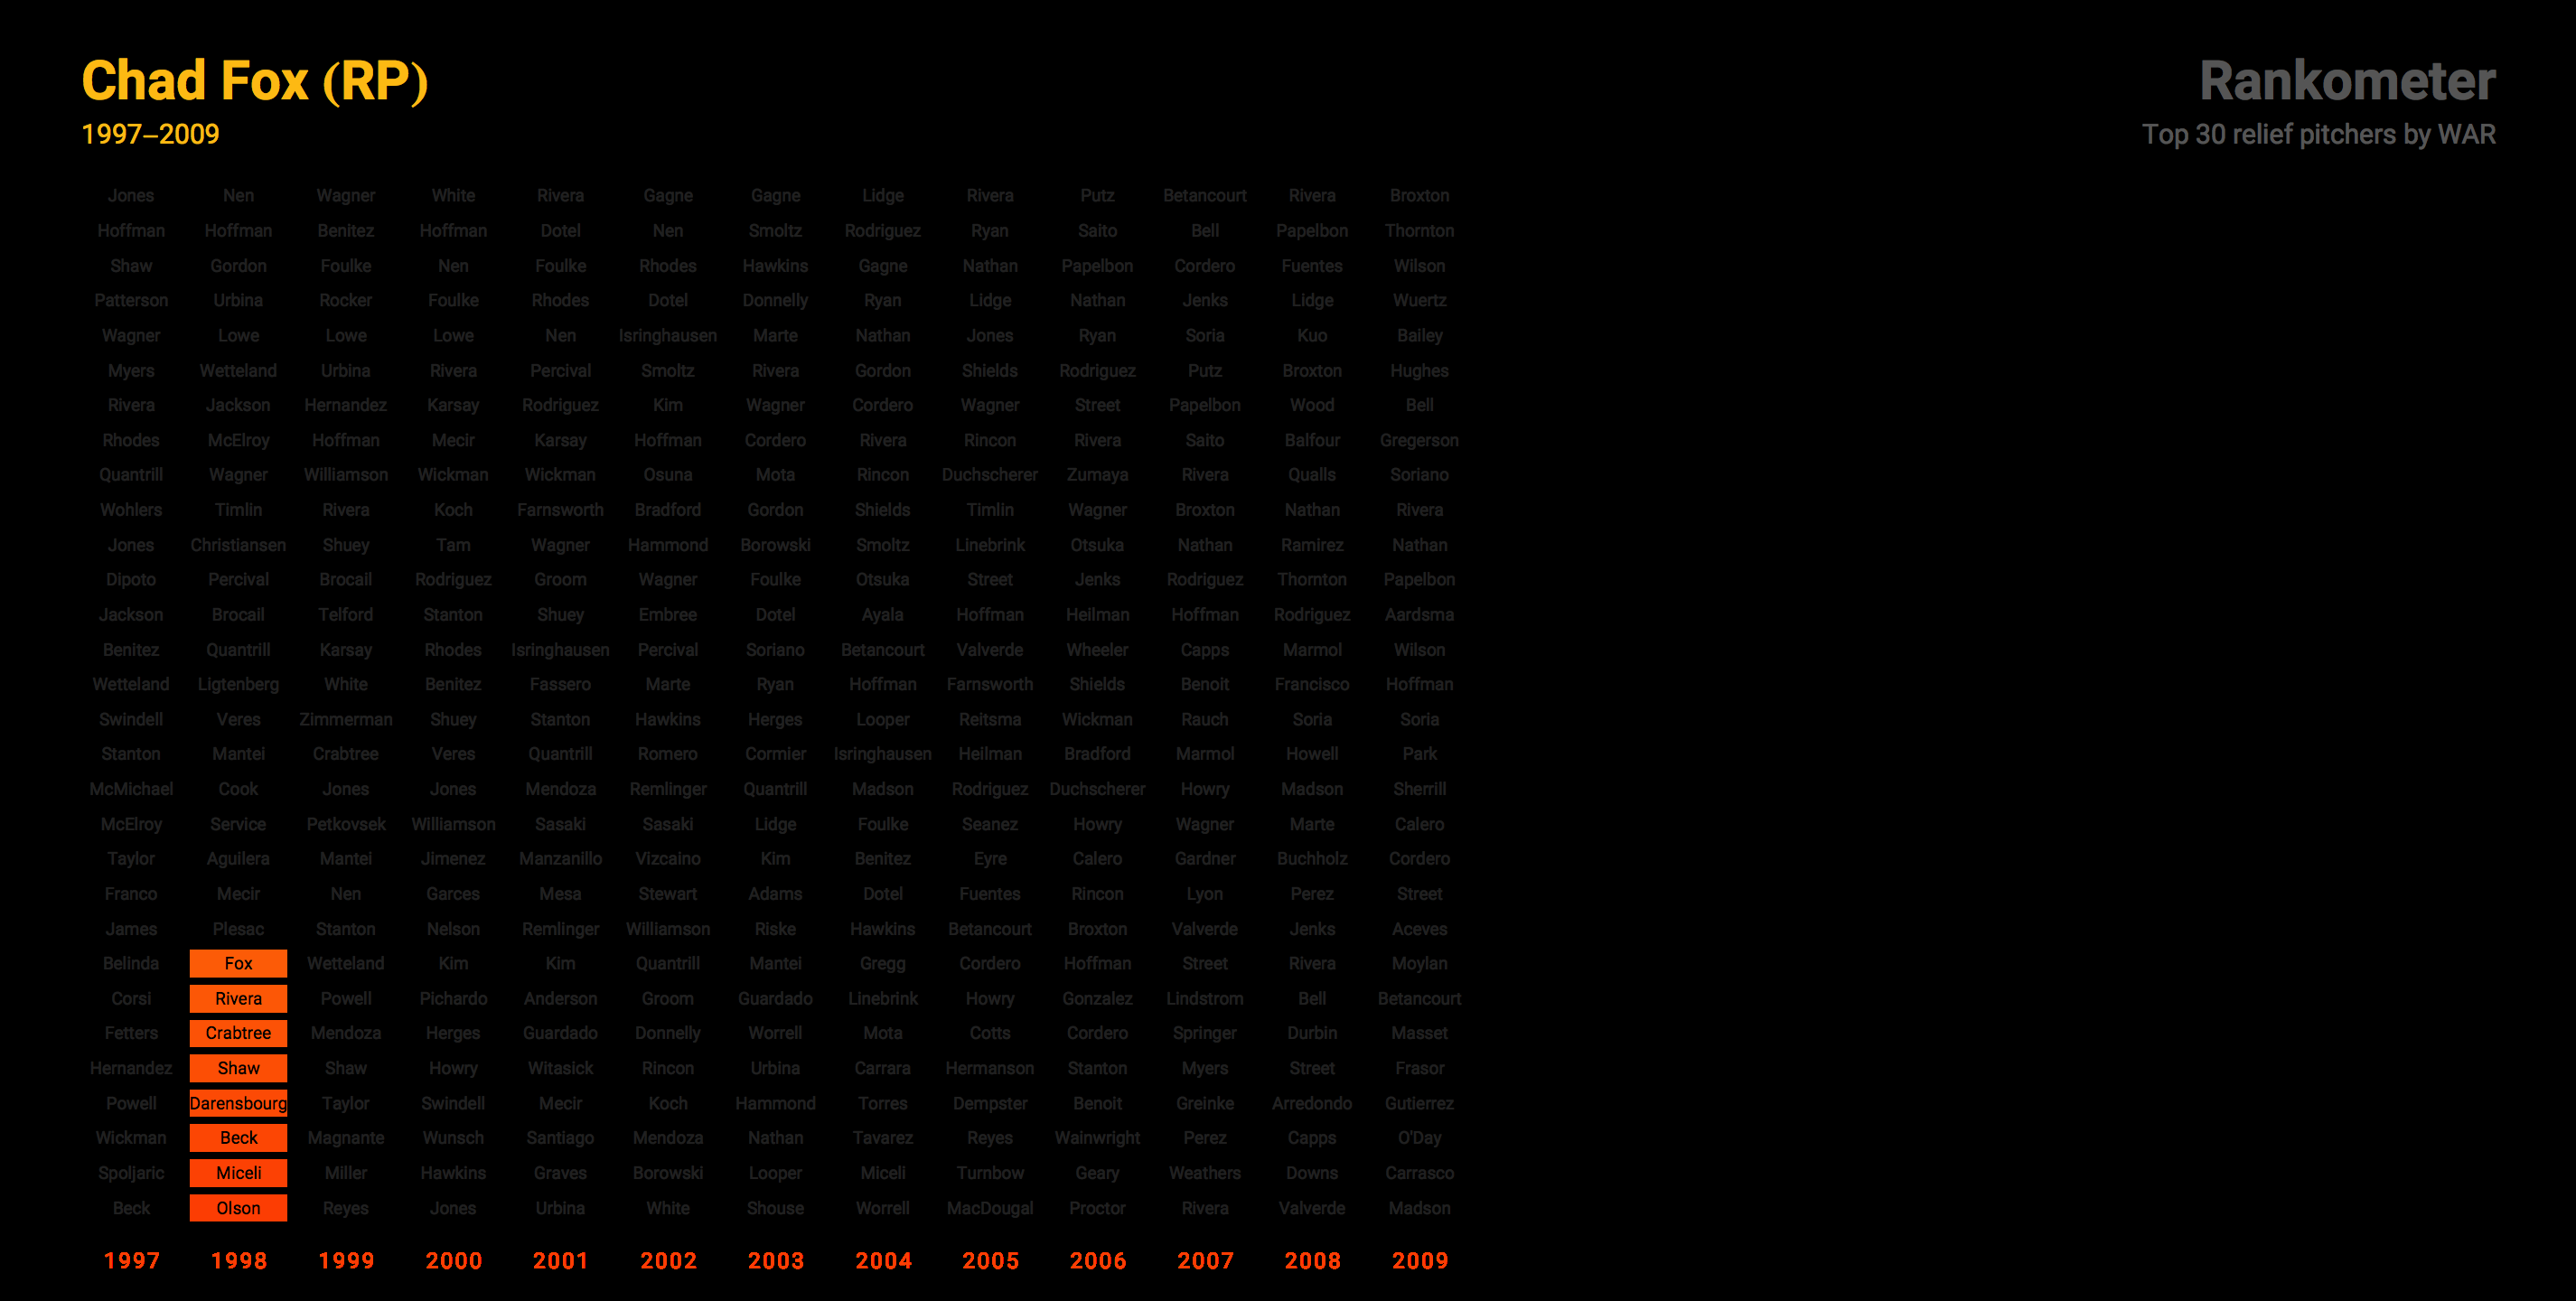 Chad Fox (RP)
1997–2009
Rankometer
Top 30 relief pitchers by WAR
Jones Nen Wagner White Rivera Gagne Gagne Lidge Rivera Putz Betancourt Rivera Broxton
Hoffman Hoffman Benitez Hoffman Dotel Nen Smoltz Rodriguez Ryan Saito Bell Papelbon Thornton
Shaw Gordon Foulke Nen Foulke Rhodes Hawkins Gagne Nathan Papelbon Cordero Fuentes Wilson
Patterson Urbina Rocker Foulke Rhodes Dotel Donnelly Ryan Lidge Nathan Jenks Lidge Wuertz
Wagner Lowe Lowe Lowe Nen Isringhausen Marte Nathan Jones Ryan Soria Kuo Bailey
Myers Wetteland Urbina Rivera Percival Smoltz Rivera Gordon Shields Rodriguez Putz Broxton Hughes
Rivera Jackson Hernandez Karsay Rodriguez Kim Wagner Cordero Wagner Street Papelbon Wood Bell
Rhodes McElroy Hoffman Mecir Karsay Hoffman Cordero Rivera Rincon Rivera Saito Balfour Gregerson
Quantrill Wagner Williamson Wickman Wickman Osuna Mota Rincon Duchscherer Zumaya Rivera Qualls Soriano
Wohlers Timlin Rivera Koch Farnsworth Bradford Gordon Shields Timlin Wagner Broxton Nathan Rivera
Jones Christiansen Shuey Tam Wagner Hammond Borowski Smoltz Linebrink Otsuka Nathan Ramirez Nathan
Dipoto Percival Brocail Rodriguez Groom Wagner Foulke Otsuka Street Jenks Rodriguez Thornton Papelbon
Jackson Brocail Telford Stanton Shuey Embree Dotel Ayala Hoffman Heilman Hoffman Rodriguez Aardsma
Benitez Quantrill Karsay Rhodes Isringhausen Percival Soriano Betancourt Valverde Wheeler Capps Marmol Wilson
Wetteland Ligtenberg White Benitez Fassero Marte Ryan Hoffman Farnsworth Shields Benoit Francisco Hoffman
Swindell Veres Zimmerman Shuey Stanton Hawkins Herges Looper Reitsma Wickman Rauch Soria Soria
Stanton Mantei Crabtree Veres Quantrill Romero Cormier Isringhausen Heilman Bradford Marmol Howell Park
McMichael Cook Jones Jones Mendoza Remlinger Quantrill Madson Rodriguez Duchscherer Howry Madson Sherrill
McElroy Service Petkovsek Williamson Sasaki Sasaki Lidge Foulke Seanez Howry Wagner Marte Calero
Taylor Aguilera Mantei Jimenez Manzanillo Vizcaino Kim Benitez Eyre Calero Gardner Buchholz Cordero
Franco Mecir Nen Garces Mesa Stewart Adams Dotel Fuentes Rincon Lyon Perez Street
James Plesac Stanton Nelson Remlinger Williamson Riske Hawkins Betancourt Broxton Valverde Jenks Aceves
Belinda Fox Wetteland Kim Kim Quantrill Mantei Gregg Cordero Hoffman Street Rivera Moylan
Corsi Rivera Powell Pichardo Anderson Groom Guardado Linebrink Howry Gonzalez Lindstrom Bell Betancourt
Fetters Crabtree Mendoza Herges Guardado Donnelly Worrell Mota Cotts Cordero Springer Durbin Masset
Hernandez Shaw Shaw Howry Witasick Rincon Urbina Carrara Hermanson Stanton Myers Street Frasor
Powell Darensbourg Taylor Swindell Mecir Koch Hammond Torres Dempster Benoit Greinke Arredondo Gutierrez
Wickman Beck Magnante Wunsch Santiago Mendoza Nathan Tavarez Reyes Wainwright Perez Capps O'Day
Spoljaric Miceli Miller Hawkins Graves Borowski Looper Miceli Turnbow Geary Weathers Downs Carrasco
Beck Olson Reyes Jones Urbina White Shouse Worrell MacDougal Proctor Rivera Valverde Madson
1997 1998 1999 2000 2001 2002 2003 2004 2005 2006 2007 2008 2009